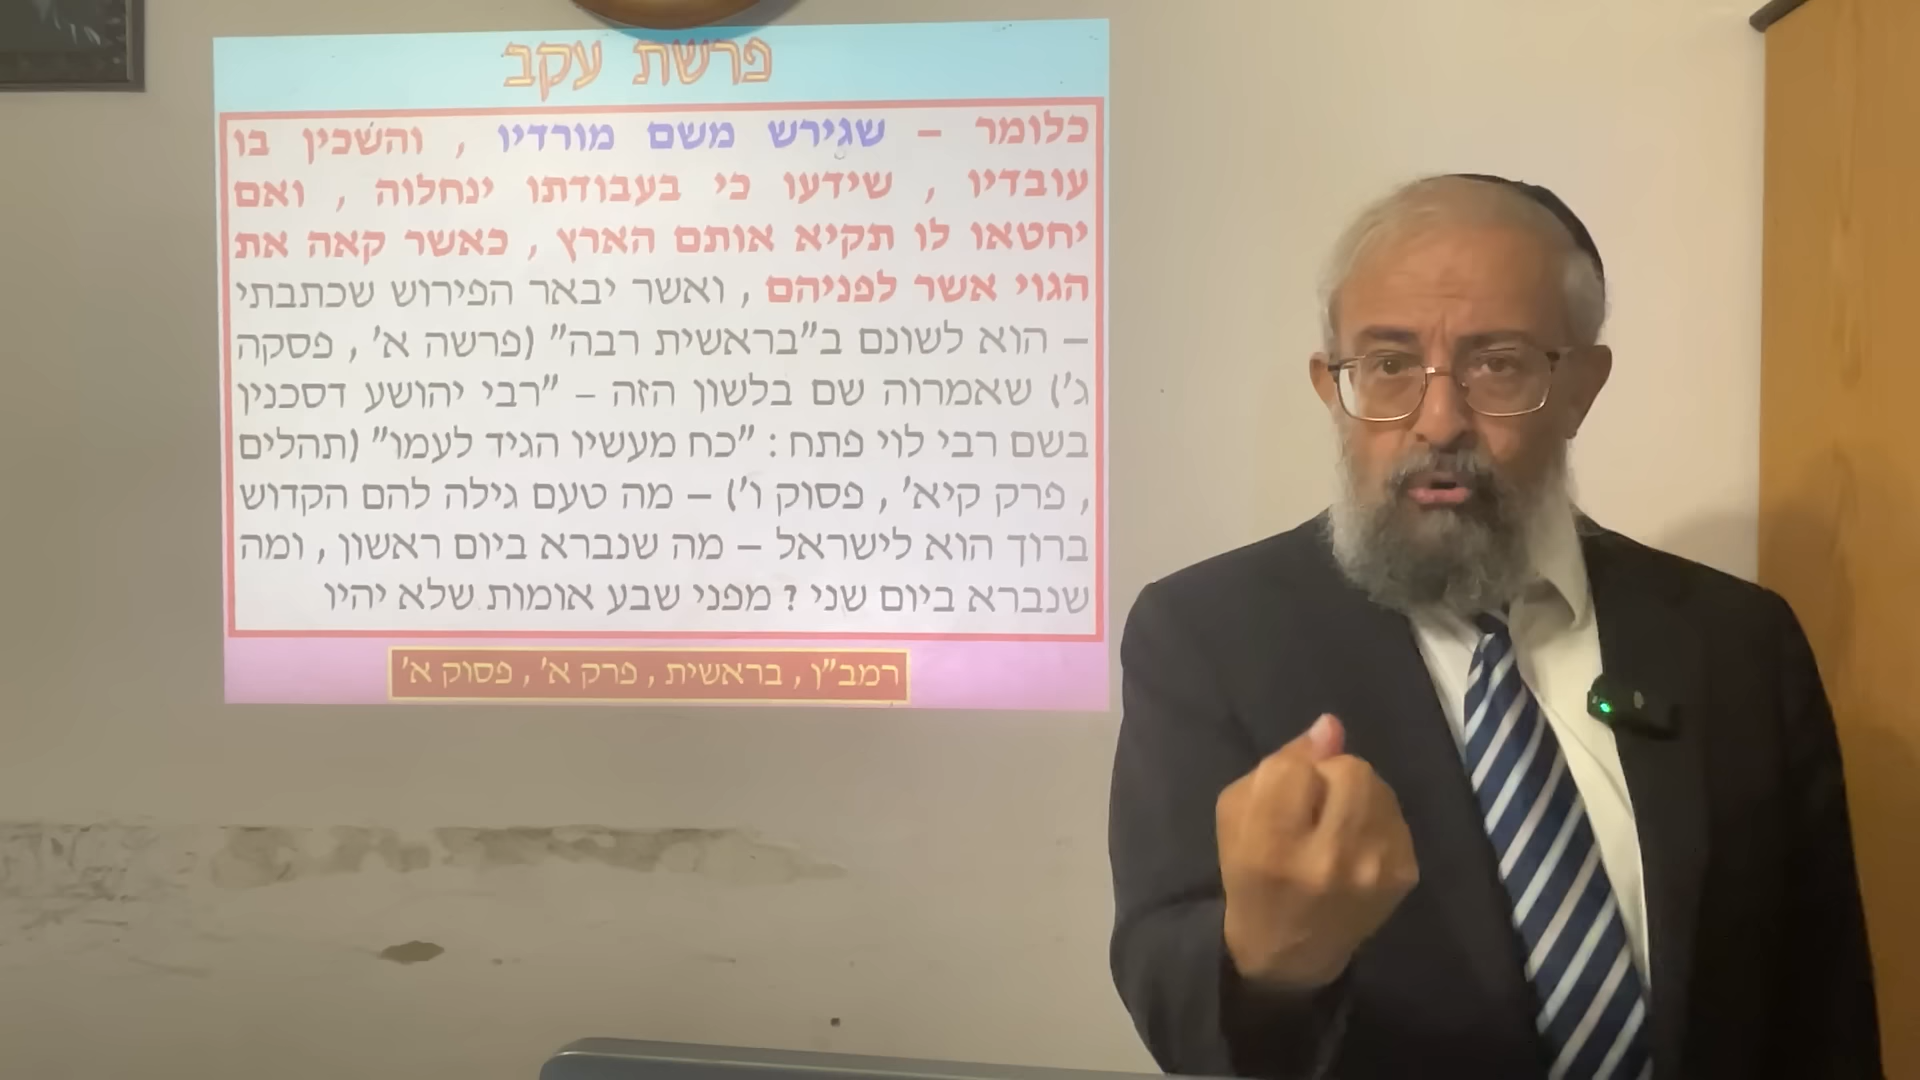 פרשת עקב
כלומר – שגירש משם מורדיו , והשׁכין בו
עובדיו , שידעו כי בעבודתו ינחלוה , ואם
יחטאו לו תקיא אותם הארץ , כאשר קאה את
הגוי אשר לפניהם , ואשר יבאר הפירוש שכתבתי
– הוא לשונם ב"בראשית רבה" (פרשה א' , פסקה
ג') שאמרוה שם בלשון הזה – "רבי יהושע דסכנין
בשם רבי לוי פתח : "כח מעשיו הגיד לעמו" (תהלים
, פרק קיא' , פסוק ו') – מה טעם גילה להם הקדוש
ברוך הוא לישראל – מה שנברא ביום ראשון , ומה
שנברא ביום שני ? מפני שבע אומות שלא יהיו
רמב"ן , בראשית , פרק א' , פסוק א'